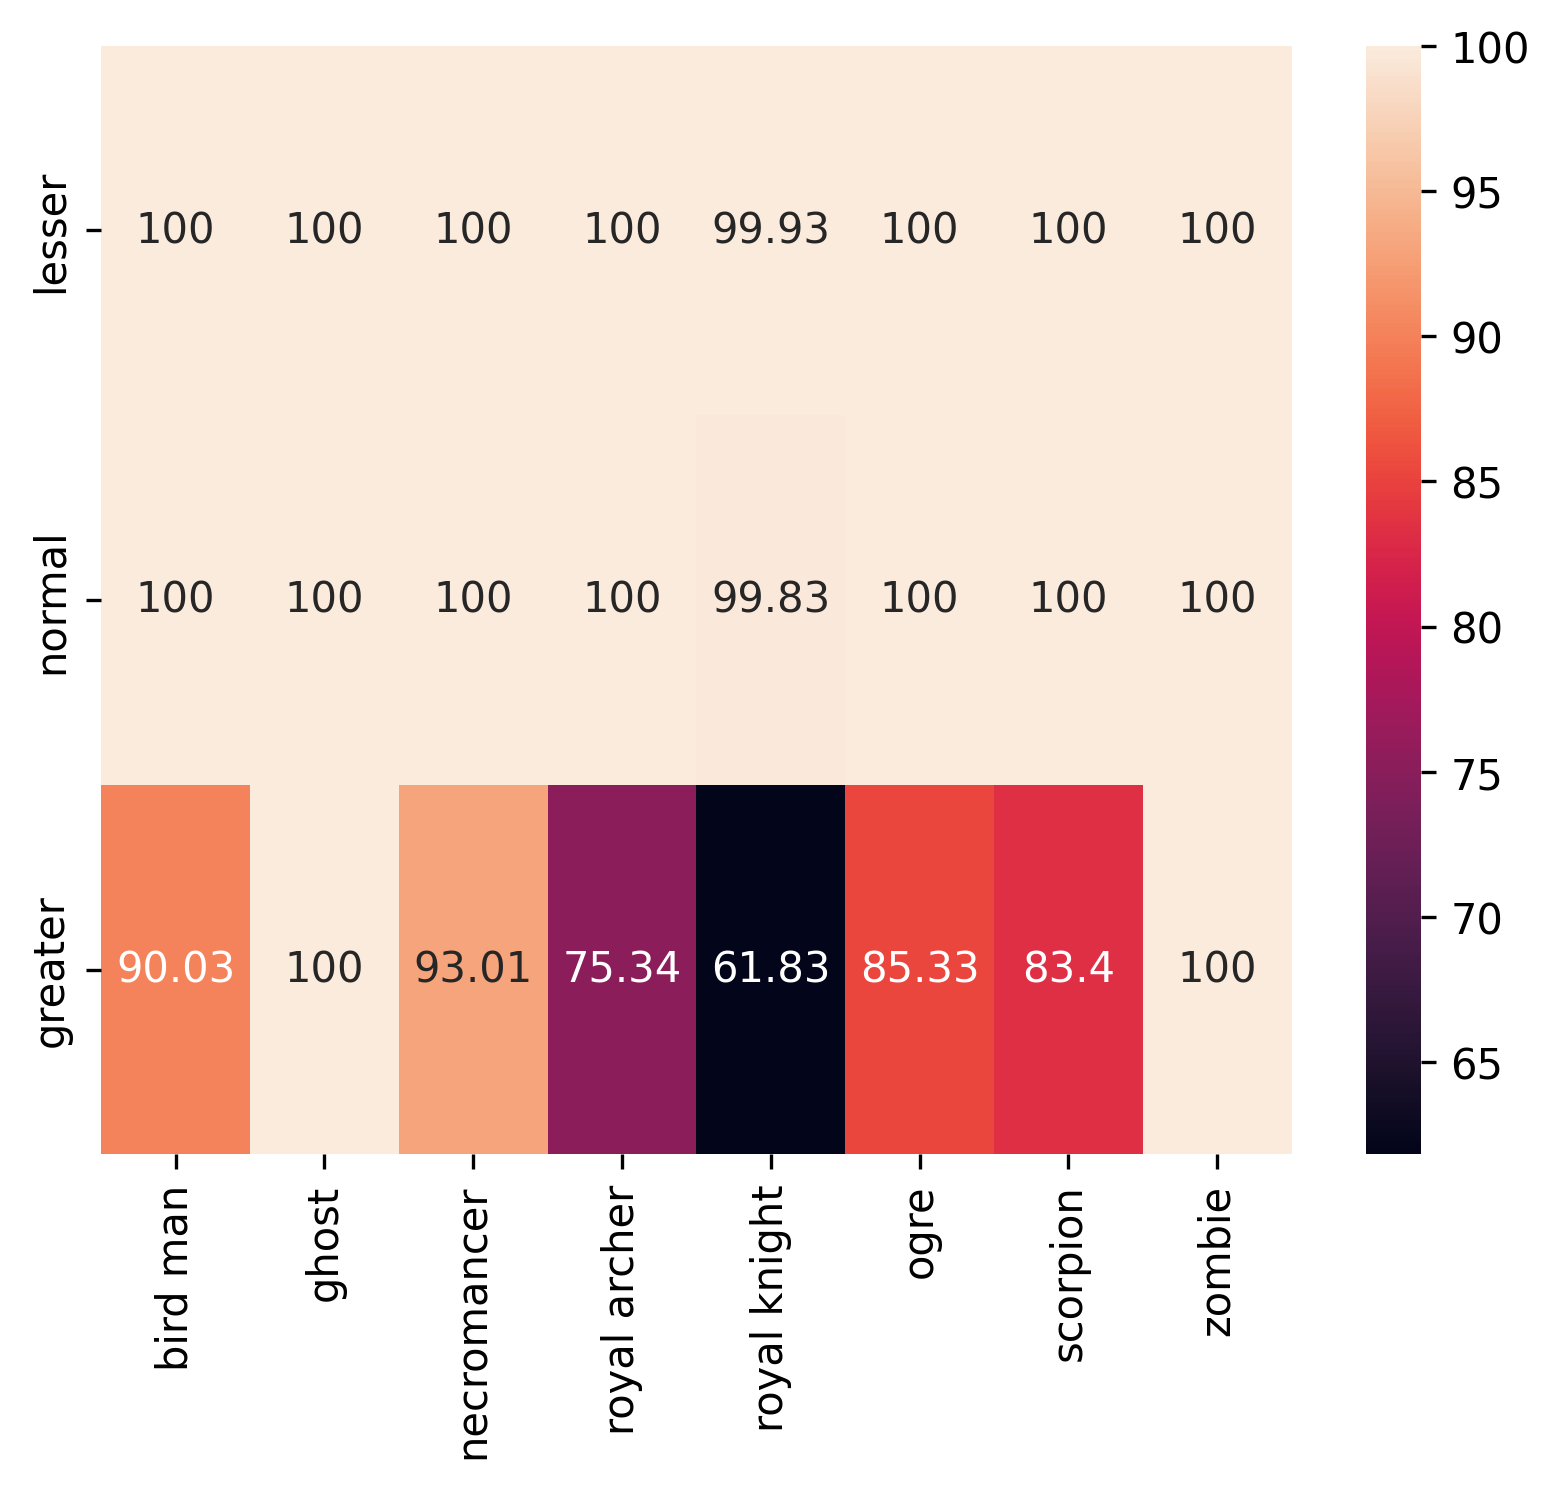 lesser 100 100 100 100 99.93 100 100 100
normal 100 100 100 100 99.83 100 100 100
greater 90.03 100 93.01 75.34 61.83 85.33 83.4 100
bird man ghost necromancer royal archer royal knight ogre scorpion zombie
100
95
90
85
80
75
70
65